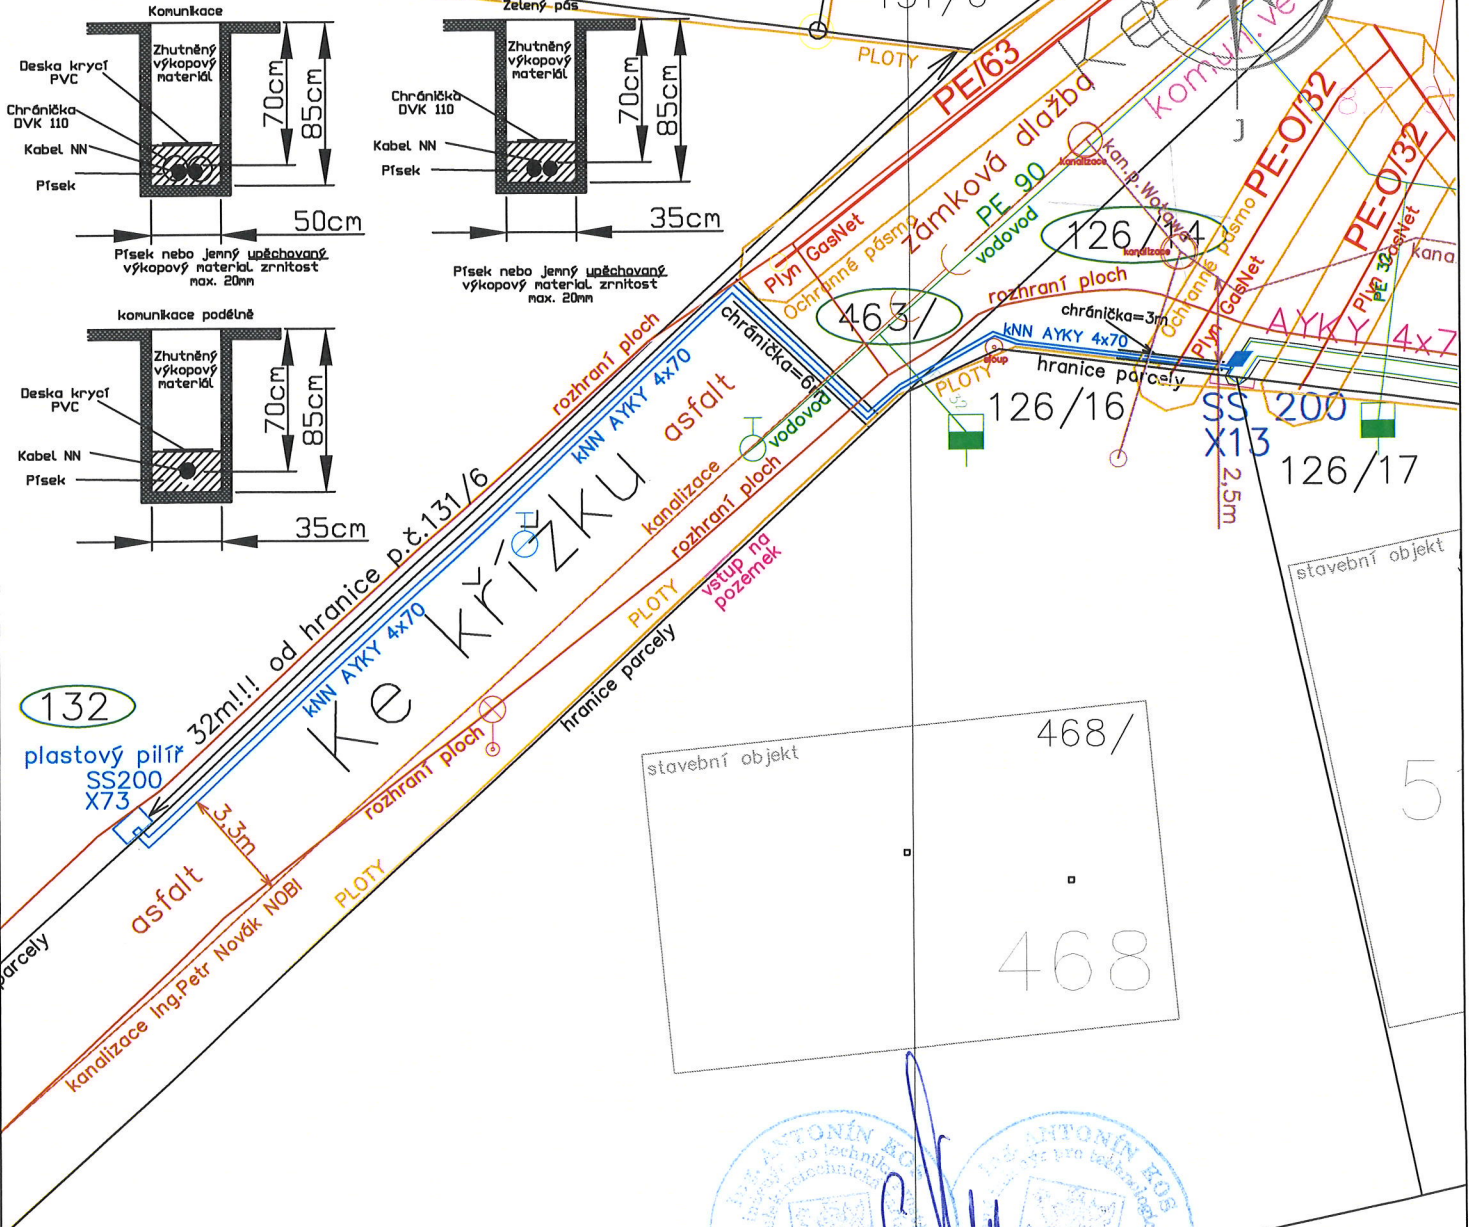 Komunikace
Zhutněný
výkopový
materiál
Deska krycí
PVC
Chránička
DVK 110
Kabel NN
Písek
70cm
85cm
50cm
Písek nebo jemný upěchovaný
výkopový materiál zrnitost
max. 20mm
Zelený pás
Zhutněný
výkopový
materiál
Chránička
DVK 110
Kabel NN
Písek
70cm
85cm
35cm
Písek nebo jemný upěchovaný
výkopový materiál zrnitost
max. 20mm
komunikace podélně
Zhutněný
výkopový
materiál
Deska krycí
PVC
Kabel NN
Písek
70cm
85cm
35cm
PLOTY
PE/63
zámková dlažba
PE 90
vodovod
kanalizace
kan.p.Wotawa
126/14
kanalizace
J
PE-O/32
PE-O/32
Plyn GasNet
Ochranné pásmo
463/
rozhraní ploch
chránička=3m
kNN AYKY 4x70
sloup
hranice parcely
PLOTY
32
126/16
Ochranné pásmo
Plyn GasNet
Plyn GasNet
PE 32
AYKY 4x7
SS 200
X13
126/17
2,5m
rozhraní ploch
chránička=6
kNN AYKY 4x70
asfalt
vodovod
kanalizace
rozhraní ploch
Ke křížku
32m!!! od hranice p.č.131/6
kNN AYKY 4x70
vstup na
pozemek
PLOTY
hranice parcely
132
plastový pilíř
SS200
X73
3,3m
rozhraní ploch
asfalt
PLOTY
kanalizace Ing.Petr Novák NOBI
parcely
stavební objekt
468/
468
stavební objekt
5
ANTONÍN KOS
ANTONÍN KOS